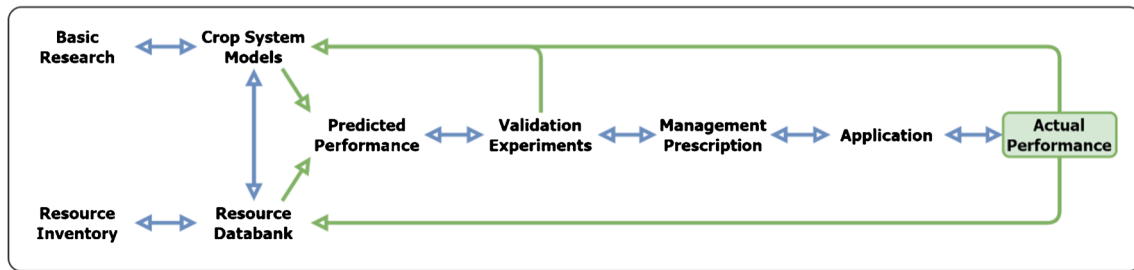 Basic
Research
Crop System
Models
Predicted
Performance
Validation
Experiments
Management
Prescription
Application
Actual
Performance
Resource
Inventory
Resource
Databank